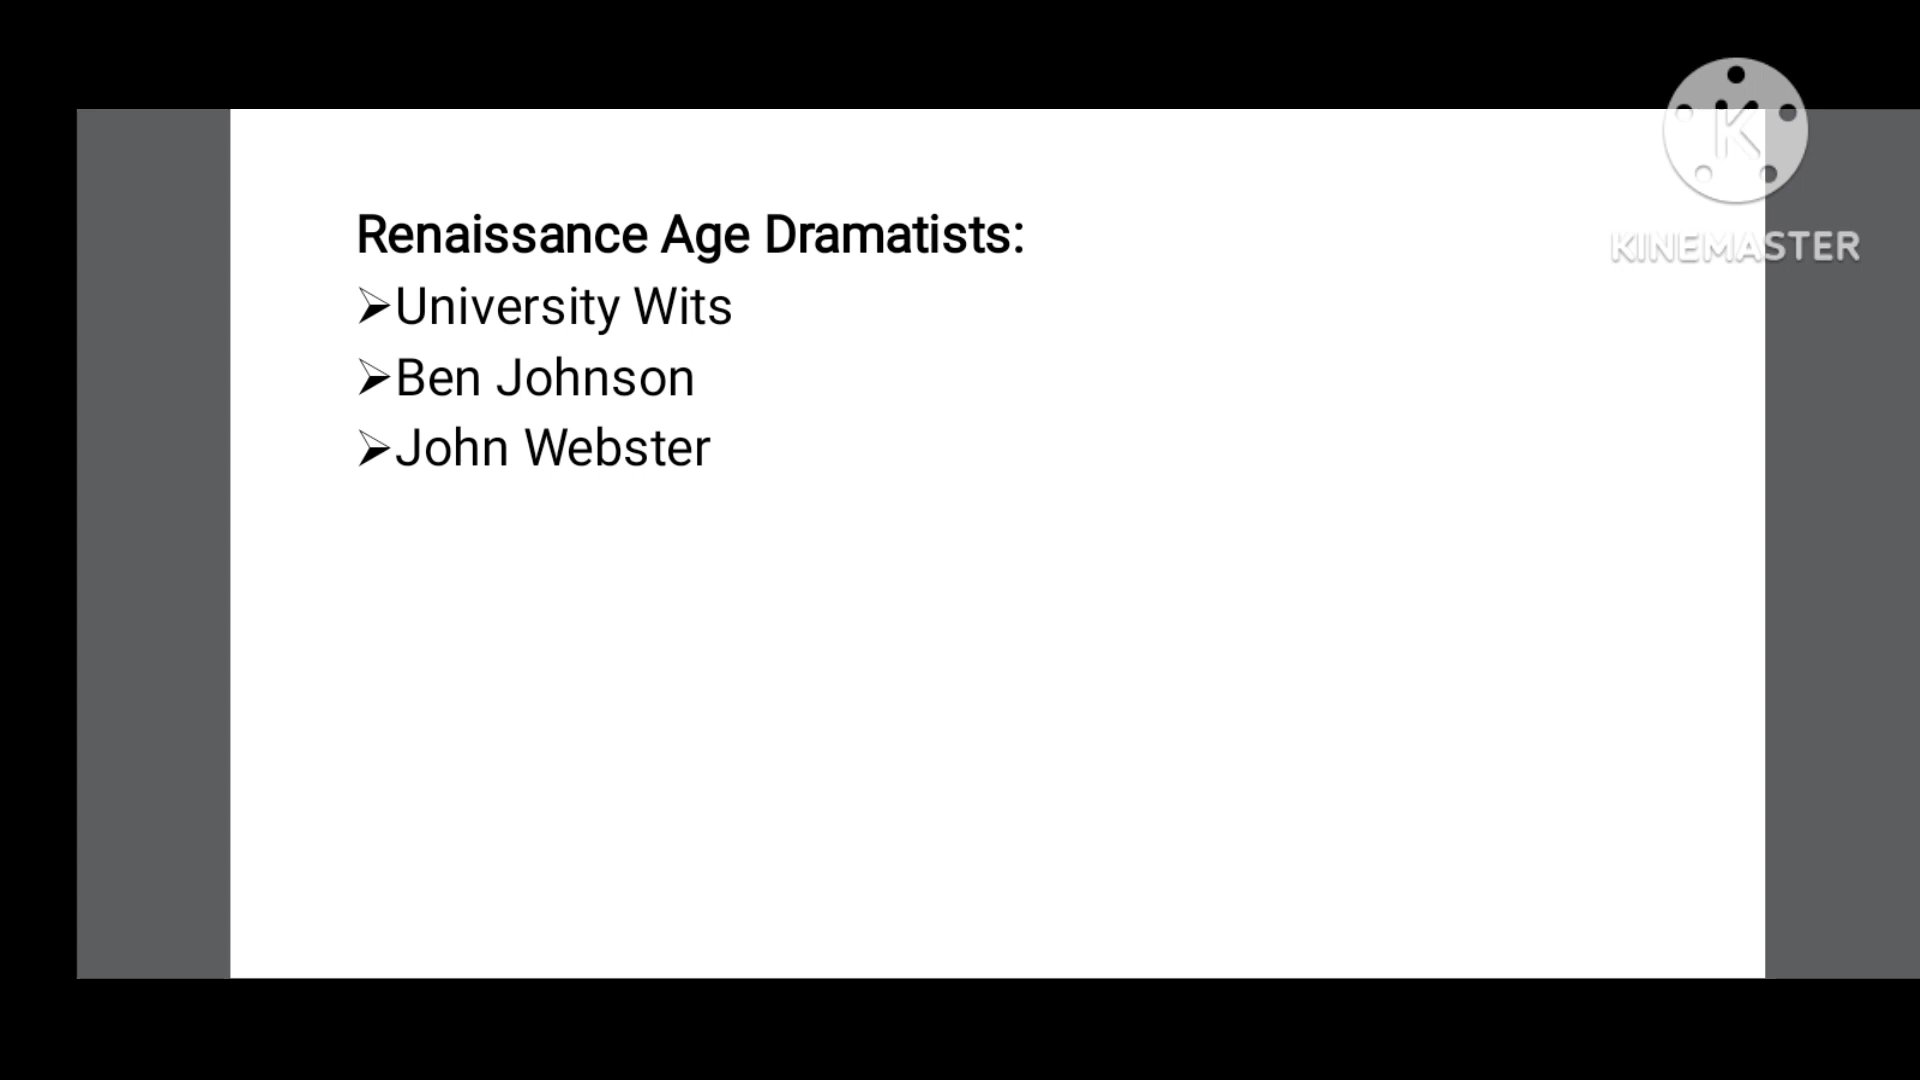 Renaissance Age Dramatists:
➢University Wits
➢Ben Johnson
➢John Webster
K
KINEMASTER